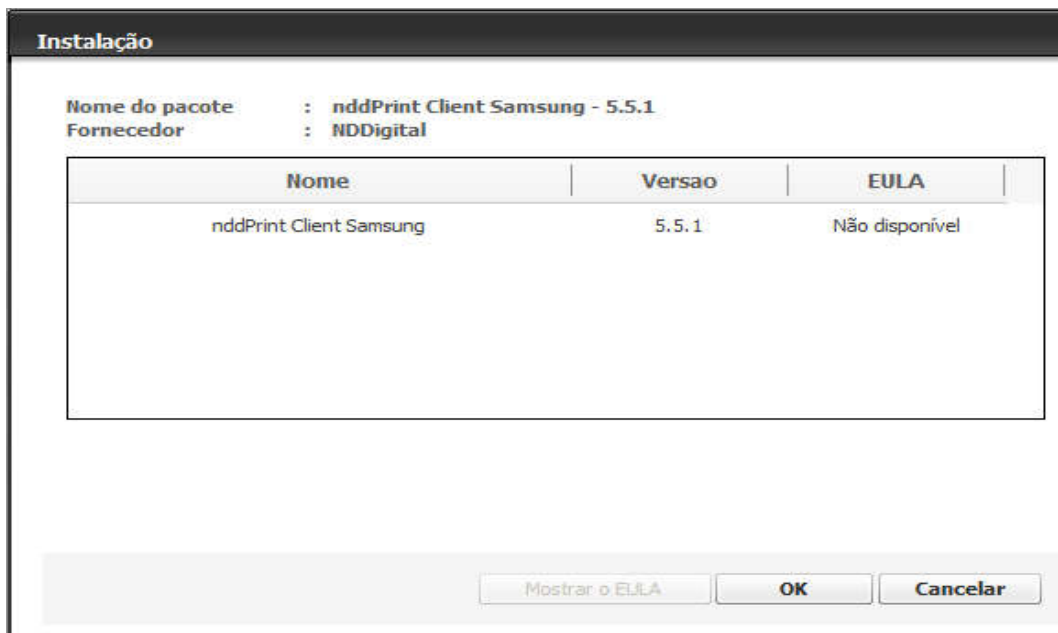 Instalação
Nome do pacote : nddPrint Client Samsung - 5.5.1
Fornecedor : NDDigital
Nome Versao EULA
nddPrint Client Samsung 5.5.1 Não disponível
Mostrar o EULA OK Cancelar